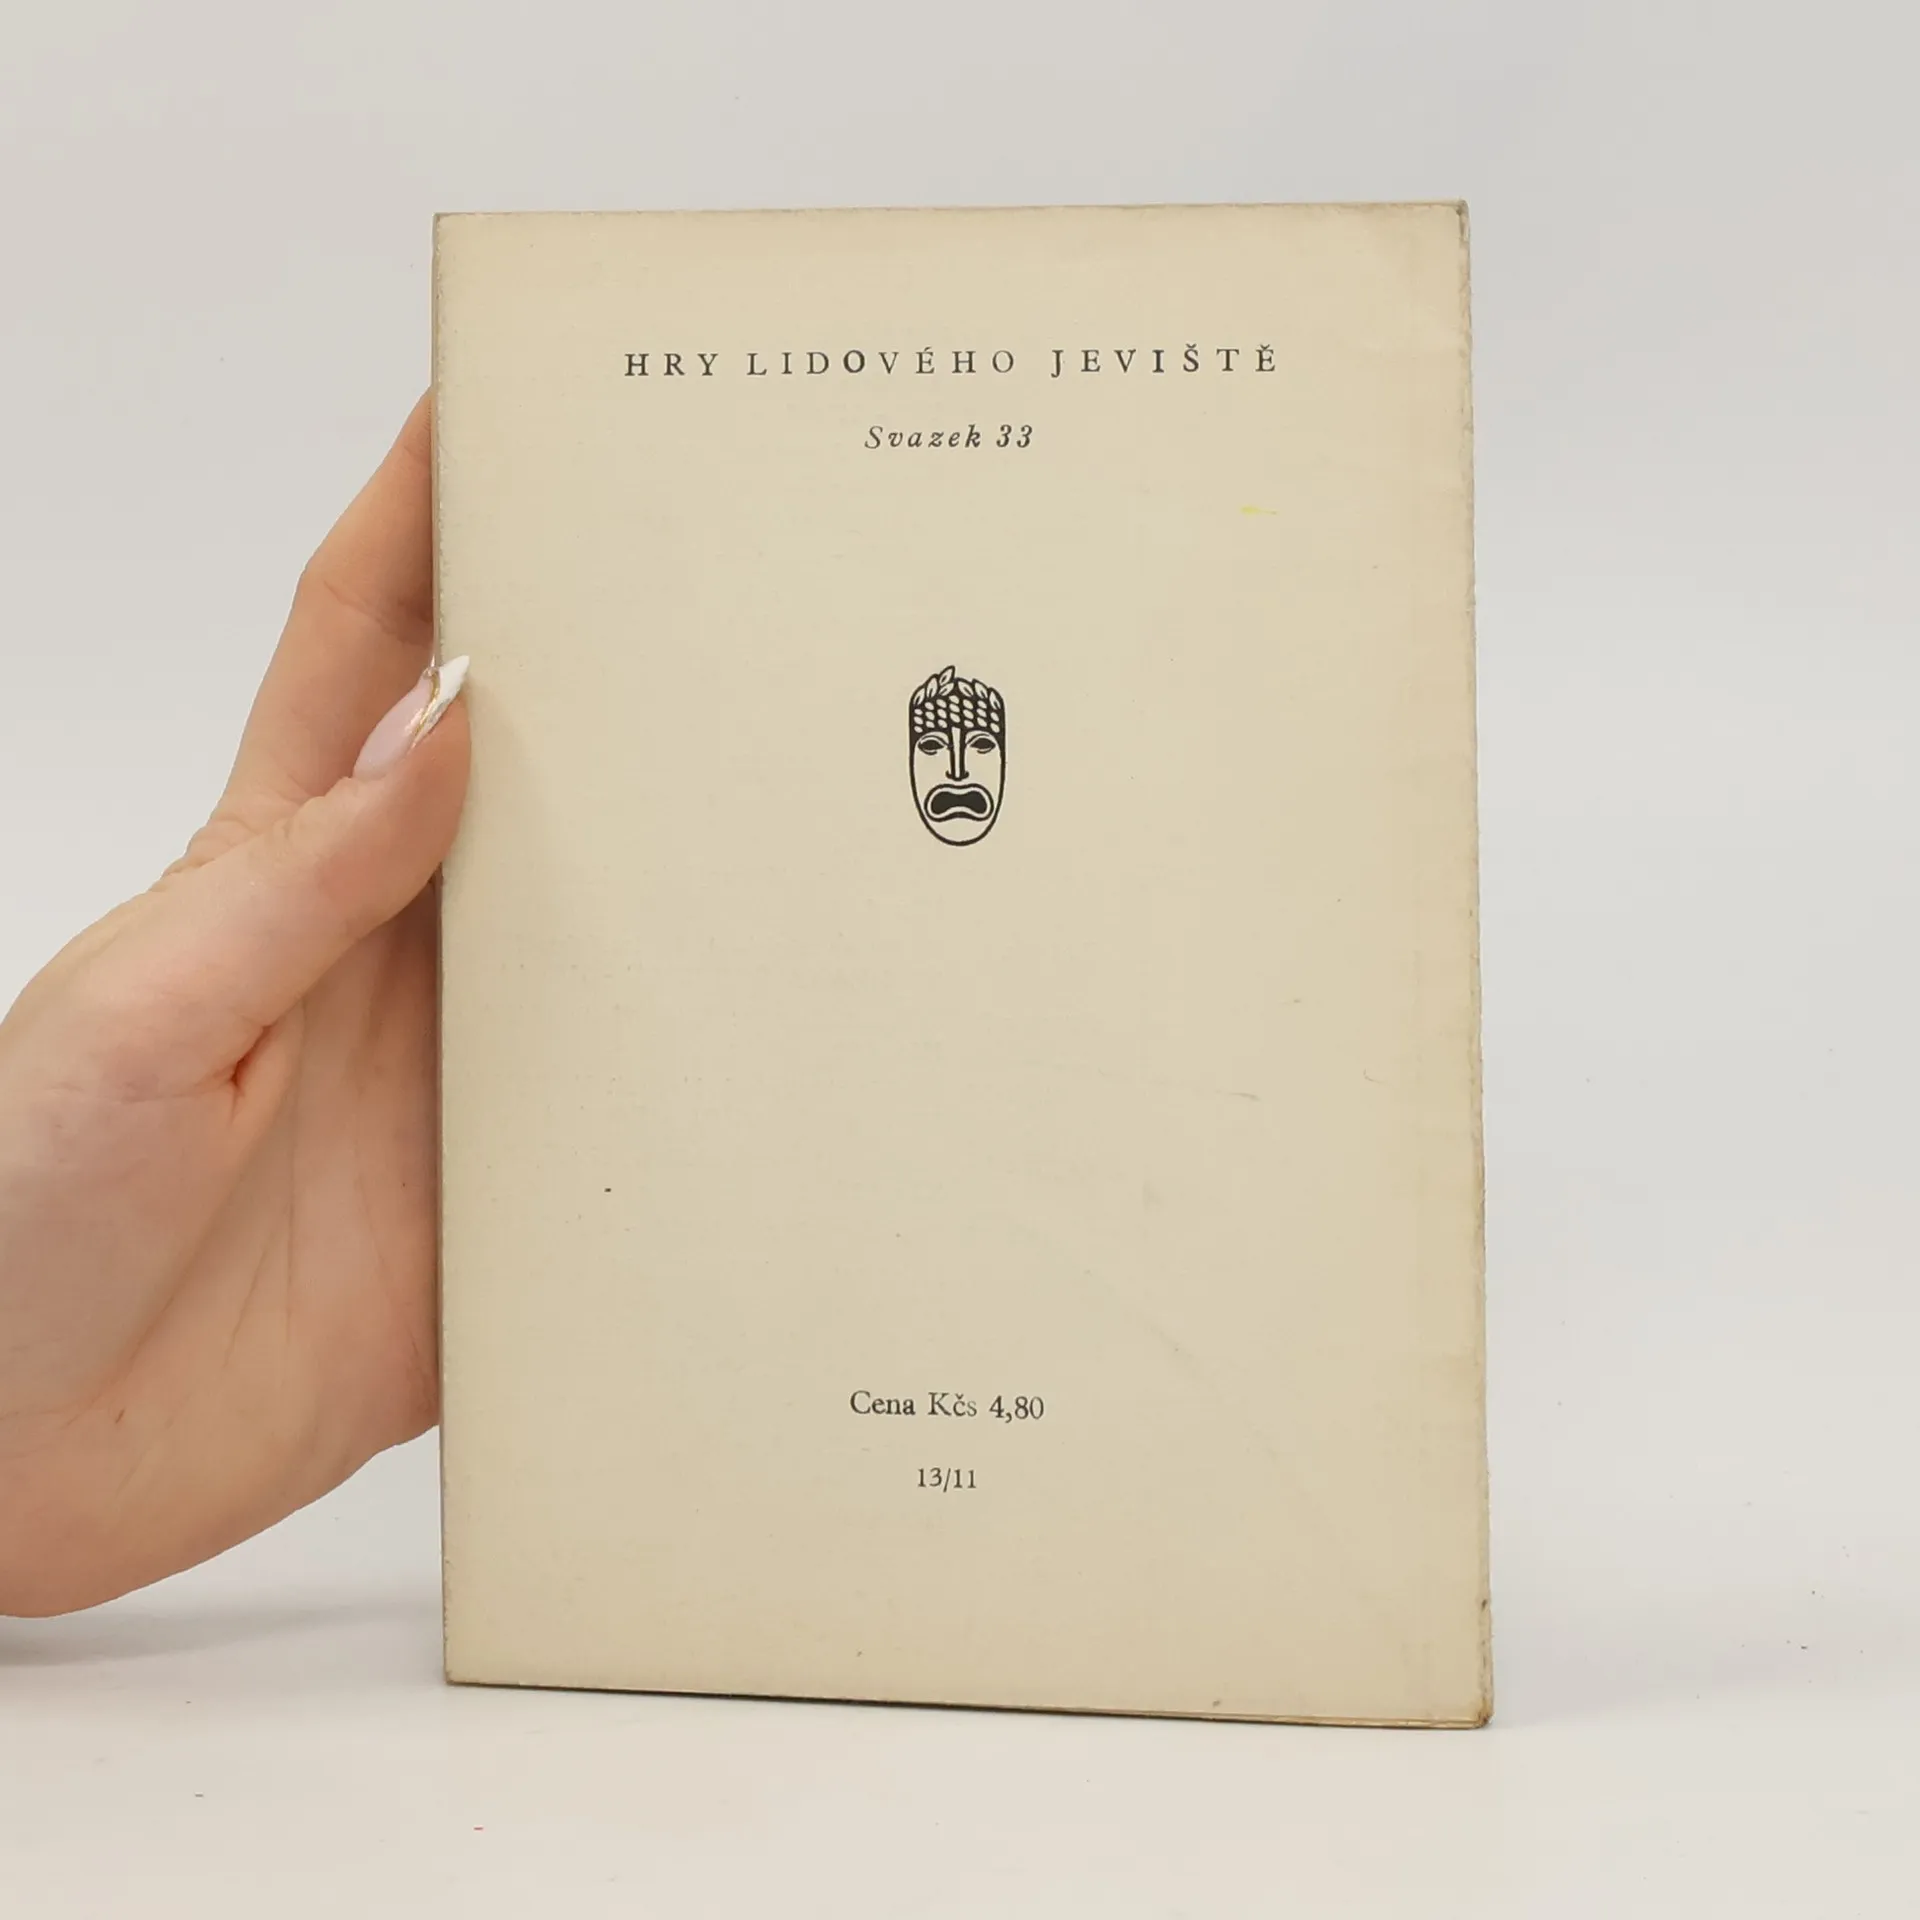 HRY LIDOVÉHO JEVIŠTĚ
Svazek 33
Cena Kčs 4,80
13/11